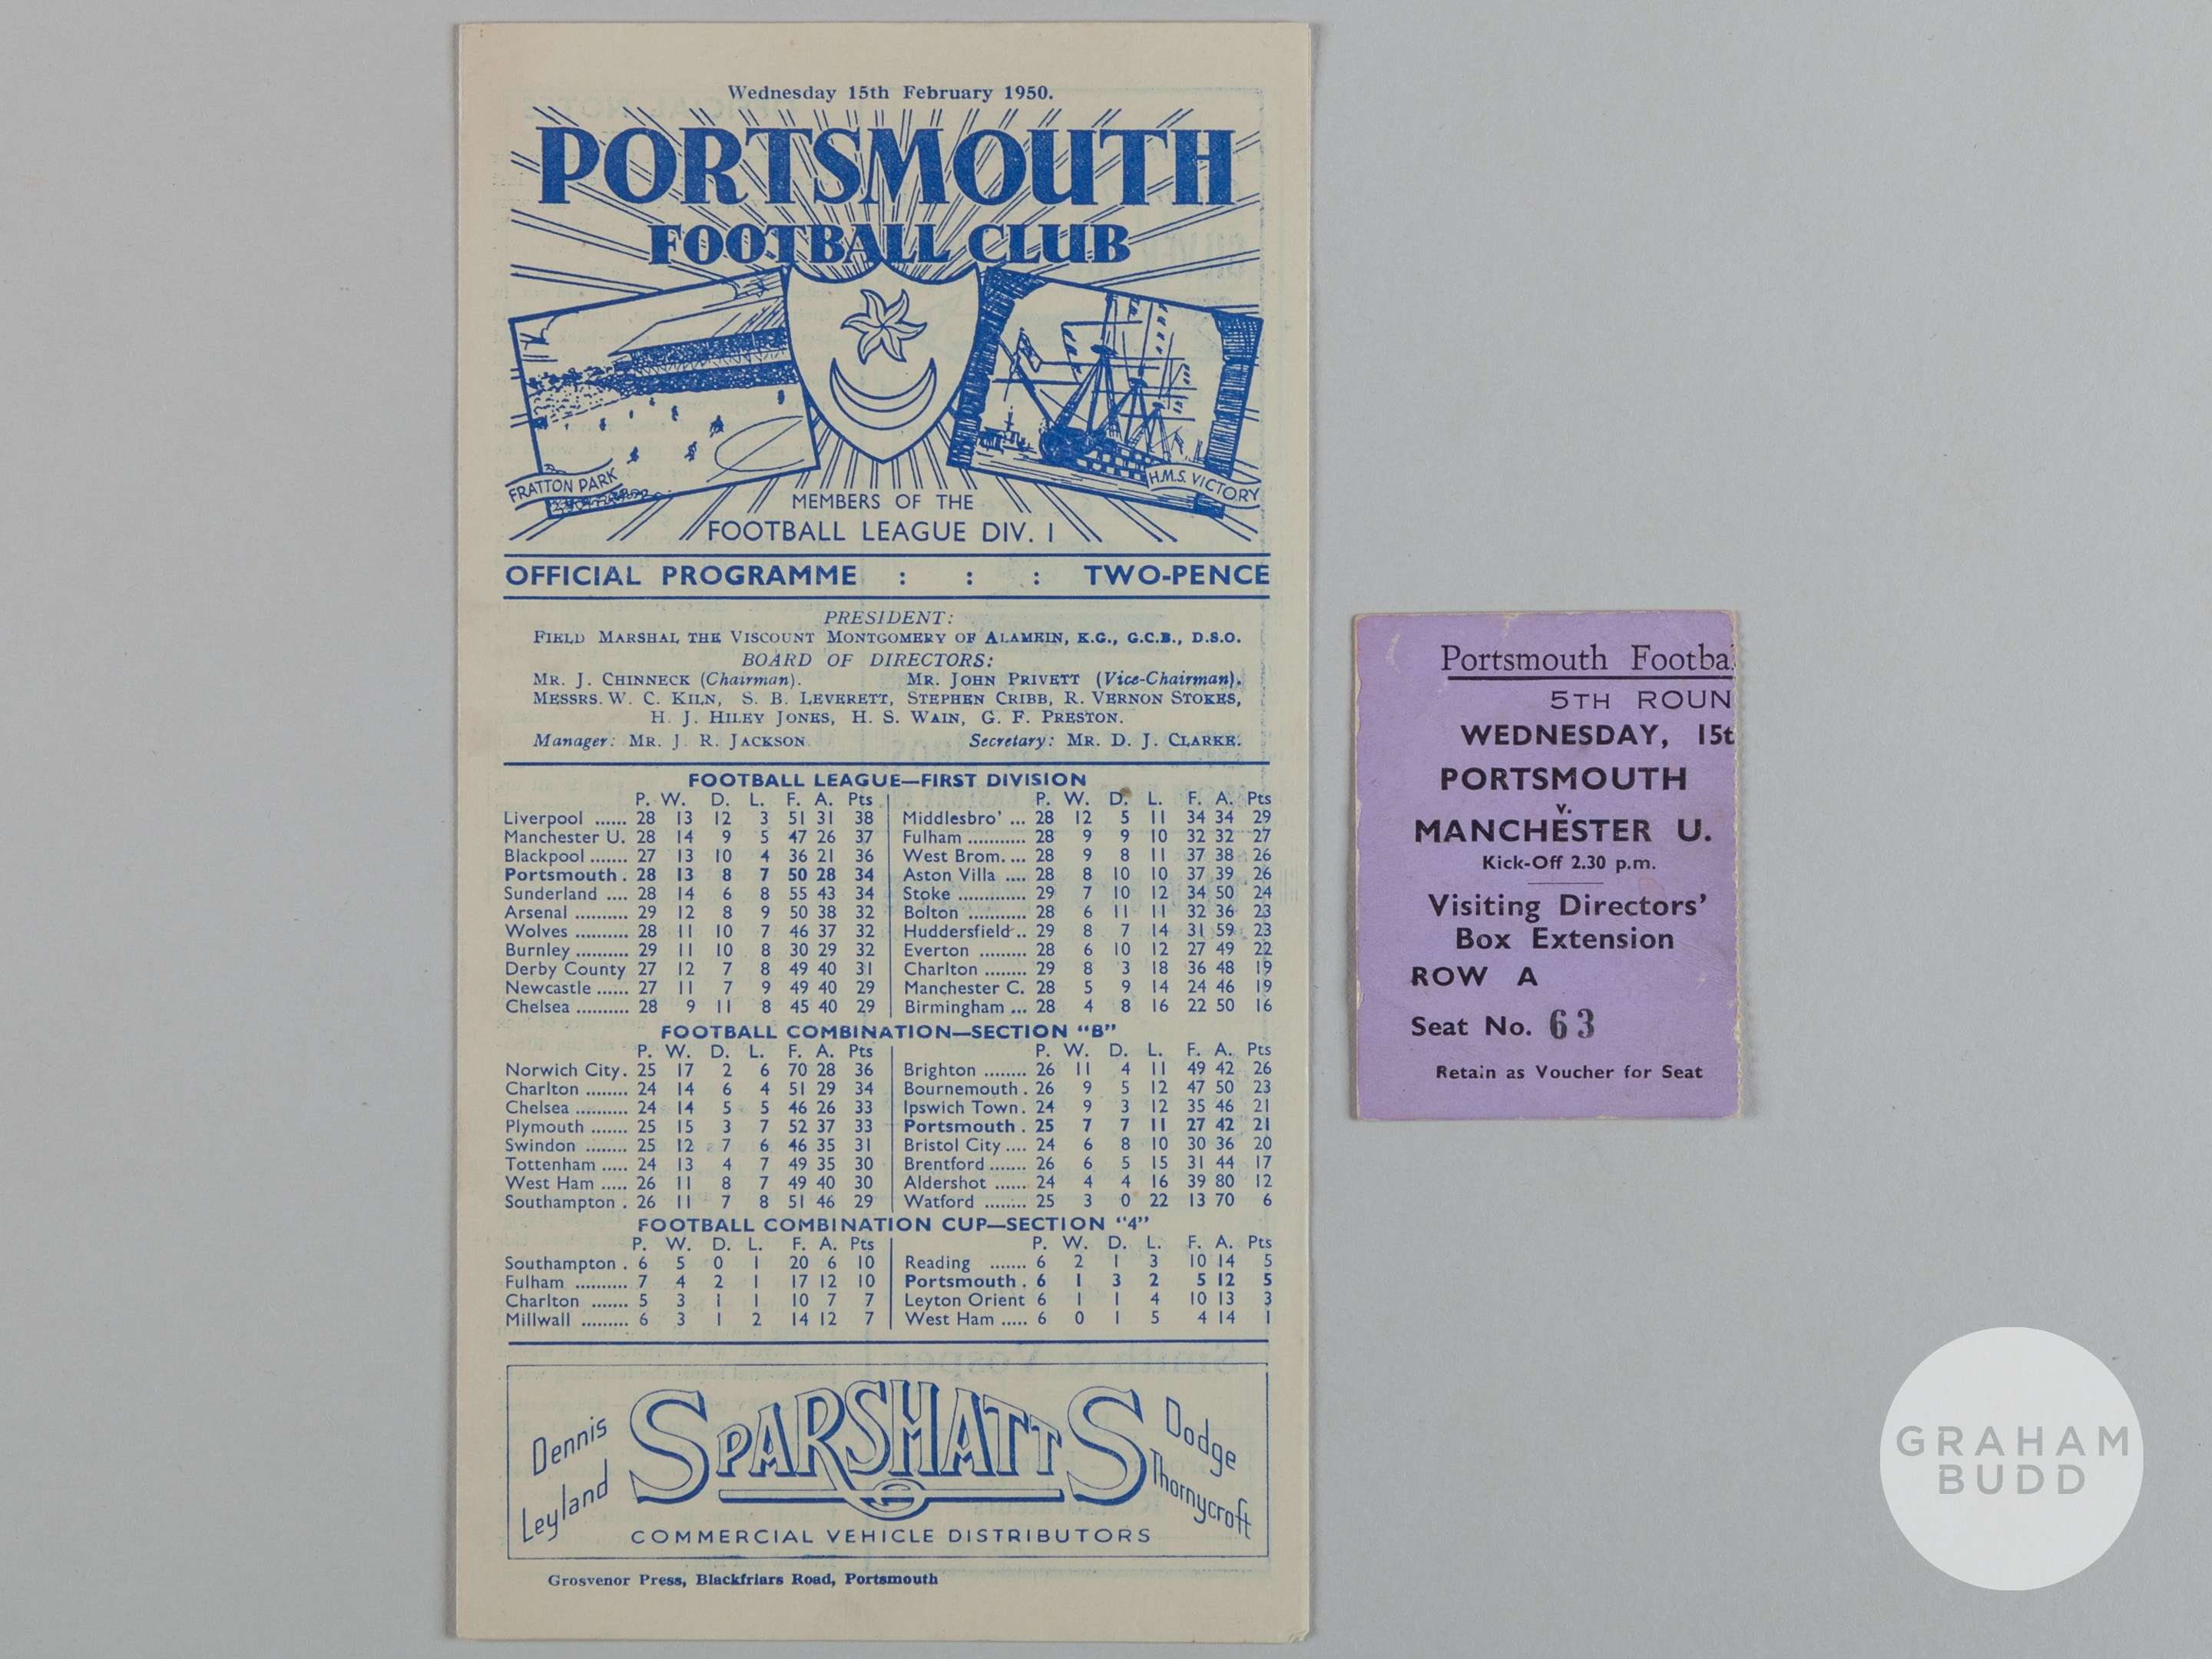 Wednesday 15th February 1950.
PORTSMOUTH
FOOTBALL CLUB
FRATTON PARK
H.M.S. VICTORY
MEMBERS OF THE
FOOTBALL LEAGUE DIV. 1
OFFICIAL PROGRAMME : : : TWO-PENCE
PRESIDENT:
FIELD MARSHAL THE VISCOUNT MONTGOMERY OF ALAMEIN, K.G., G.C.B., D.S.O.
BOARD OF DIRECTORS:
MR. J. CHINNECK (Chairman). MR. JOHN PRIVETT (Vice-Chairman).
MESSRS. W. C. KILN, S. B. LEVERETT, STEPHEN CRIBB, R. VERNON STOKES,
H. J. HILEY JONES, H. S. WAIN, G. F. PRESTON.
Manager: MR. J. R. JACKSON. Secretary: MR. D. J. CLARKE.
FOOTBALL LEAGUE—FIRST DIVISION
P. W. D. L. F. A. Pts P. W. D. L. F. A. Pts
Liverpool ...... 28 13 12 3 51 31 38 Middlesbro' ... 28 12 5 11 34 34 29
Manchester U. 28 14 9 5 47 26 37 Fulham ........... 28 9 9 10 32 32 27
Blackpool ....... 27 13 10 4 36 21 36 West Brom. ... 28 9 8 11 37 38 26
Portsmouth . 28 13 8 7 50 28 34 Aston Villa .... 28 8 10 10 37 39 26
Sunderland .... 28 14 6 8 55 43 34 Stoke ............. 29 7 10 12 34 50 24
Arsenal .......... 29 12 8 9 50 38 32 Bolton ........... 28 6 11 11 32 36 23
Wolves .......... 28 11 10 7 46 37 32 Huddersfield .. 29 8 7 14 31 59 23
Burnley .......... 29 11 10 8 30 29 32 Everton ......... 28 6 10 12 27 49 22
Derby County 27 12 7 8 49 40 31 Charlton ........ 29 8 3 18 36 48 19
Newcastle ...... 27 11 7 9 49 40 29 Manchester C. 28 5 9 14 24 46 19
Chelsea .......... 28 9 11 8 45 40 29 Birmingham ... 28 4 8 16 22 50 16
FOOTBALL COMBINATION—SECTION "B"
P. W. D. L. F. A. Pts P. W. D. L. F. A. Pts
Norwich City. 25 17 2 6 70 28 36 Brighton ........ 26 11 4 11 49 42 26
Charlton ........ 24 14 6 4 51 29 34 Bournemouth . 26 9 5 12 47 50 23
Chelsea .......... 24 14 5 5 46 26 33 Ipswich Town. 24 9 3 12 35 46 21
Plymouth ....... 25 15 3 7 52 37 33 Portsmouth . 25 7 7 11 27 42 21
Swindon ........ 25 12 7 6 46 35 31 Bristol City .... 24 6 8 10 30 36 20
Tottenham ..... 24 13 4 7 49 35 30 Brentford ....... 26 6 5 15 31 44 17
West Ham ..... 26 11 8 7 49 40 30 Aldershot ...... 24 4 4 16 39 80 12
Southampton . 26 11 7 8 51 46 29 Watford ........ 25 3 0 22 13 70 6
FOOTBALL COMBINATION CUP—SECTION "4"
P. W. D. L. F. A. Pts P. W. D. L. F. A. Pts
Southampton . 6 5 0 1 20 6 10 Reading ....... 6 2 1 3 10 14 5
Fulham .......... 7 4 2 1 17 12 10 Portsmouth . 6 1 3 2 5 12 5
Charlton ....... 5 3 1 1 10 7 7 Leyton Orient 6 1 1 4 10 13 3
Millwall ......... 6 3 1 2 14 12 7 West Ham ..... 6 0 1 5 4 14 1
Dennis
Leyland
SPARSHATTS
Dodge
Thornycroft
COMMERCIAL VEHICLE DISTRIBUTORS
Grosvenor Press, Blackfriars Road, Portsmouth
Portsmouth Footbal
5TH ROUN
WEDNESDAY, 15t
PORTSMOUTH
v.
MANCHESTER U.
Kick-Off 2.30 p.m.
Visiting Directors'
Box Extension
ROW A
Seat No. 63
Retain as Voucher for Seat
GRAHAM
BUDD